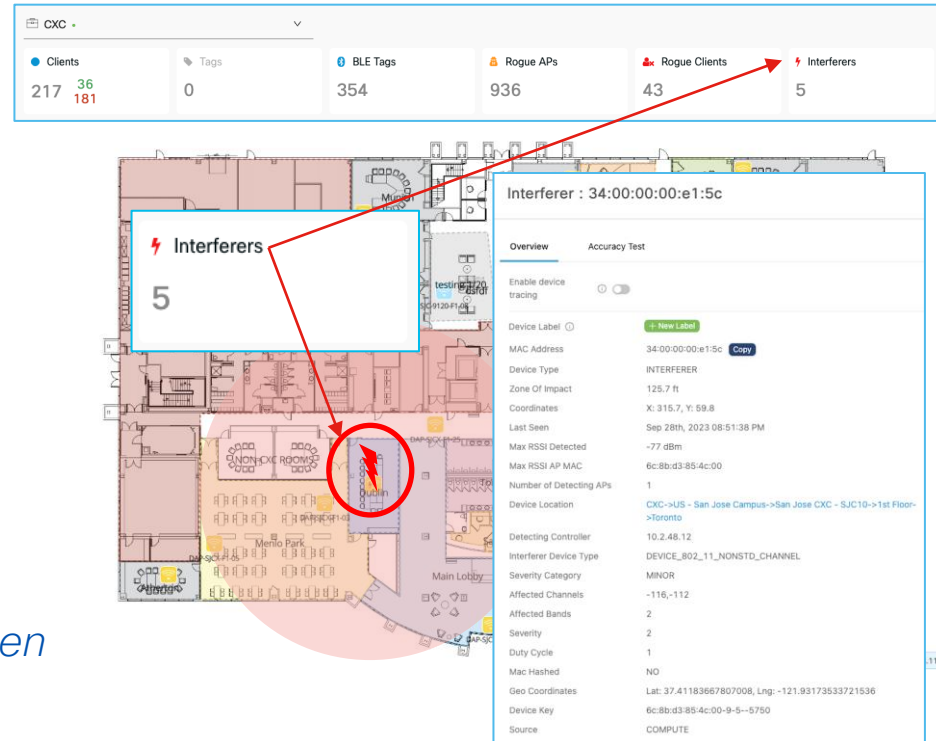 CXC
Clients
217 36
181
Tags
0
BLE Tags
354
Rogue APs
936
Rogue Clients
43
Interferers
5
Interferers
5
testing 1/20
NON-CXC ROOMS
Dublin
Menlo Park
Main Lobby
Interferer : 34:00:00:00:e1:5c
Overview Accuracy Test
Enable device
tracing
Device Label + New Label
MAC Address 34:00:00:00:e1:5c Copy
Device Type INTERFERER
Zone Of Impact 125.7 ft
Coordinates X: 315.7, Y: 59.8
Last Seen Sep 28th, 2023 08:51:38 PM
Max RSSI Detected -77 dBm
Max RSSI AP MAC 6c:8b:d3:85:4c:00
Number of Detecting APs 1
Device Location CXC->US - San Jose Campus->San Jose CXC - SJC10->1st Floor-
>Toronto
Detecting Controller 10.2.48.12
Interferer Device Type DEVICE_802_11_NONSTD_CHANNEL
Severity Category MINOR
Affected Channels -116,-112
Affected Bands 2
Severity 2
Duty Cycle 1
Mac Hashed NO
Geo Coordinates Lat: 37.41183667807008, Lng: -121.93173533721536
Device Key 6c:8b:d3:85:4c:00-9-5--5750
Source COMPUTE
en